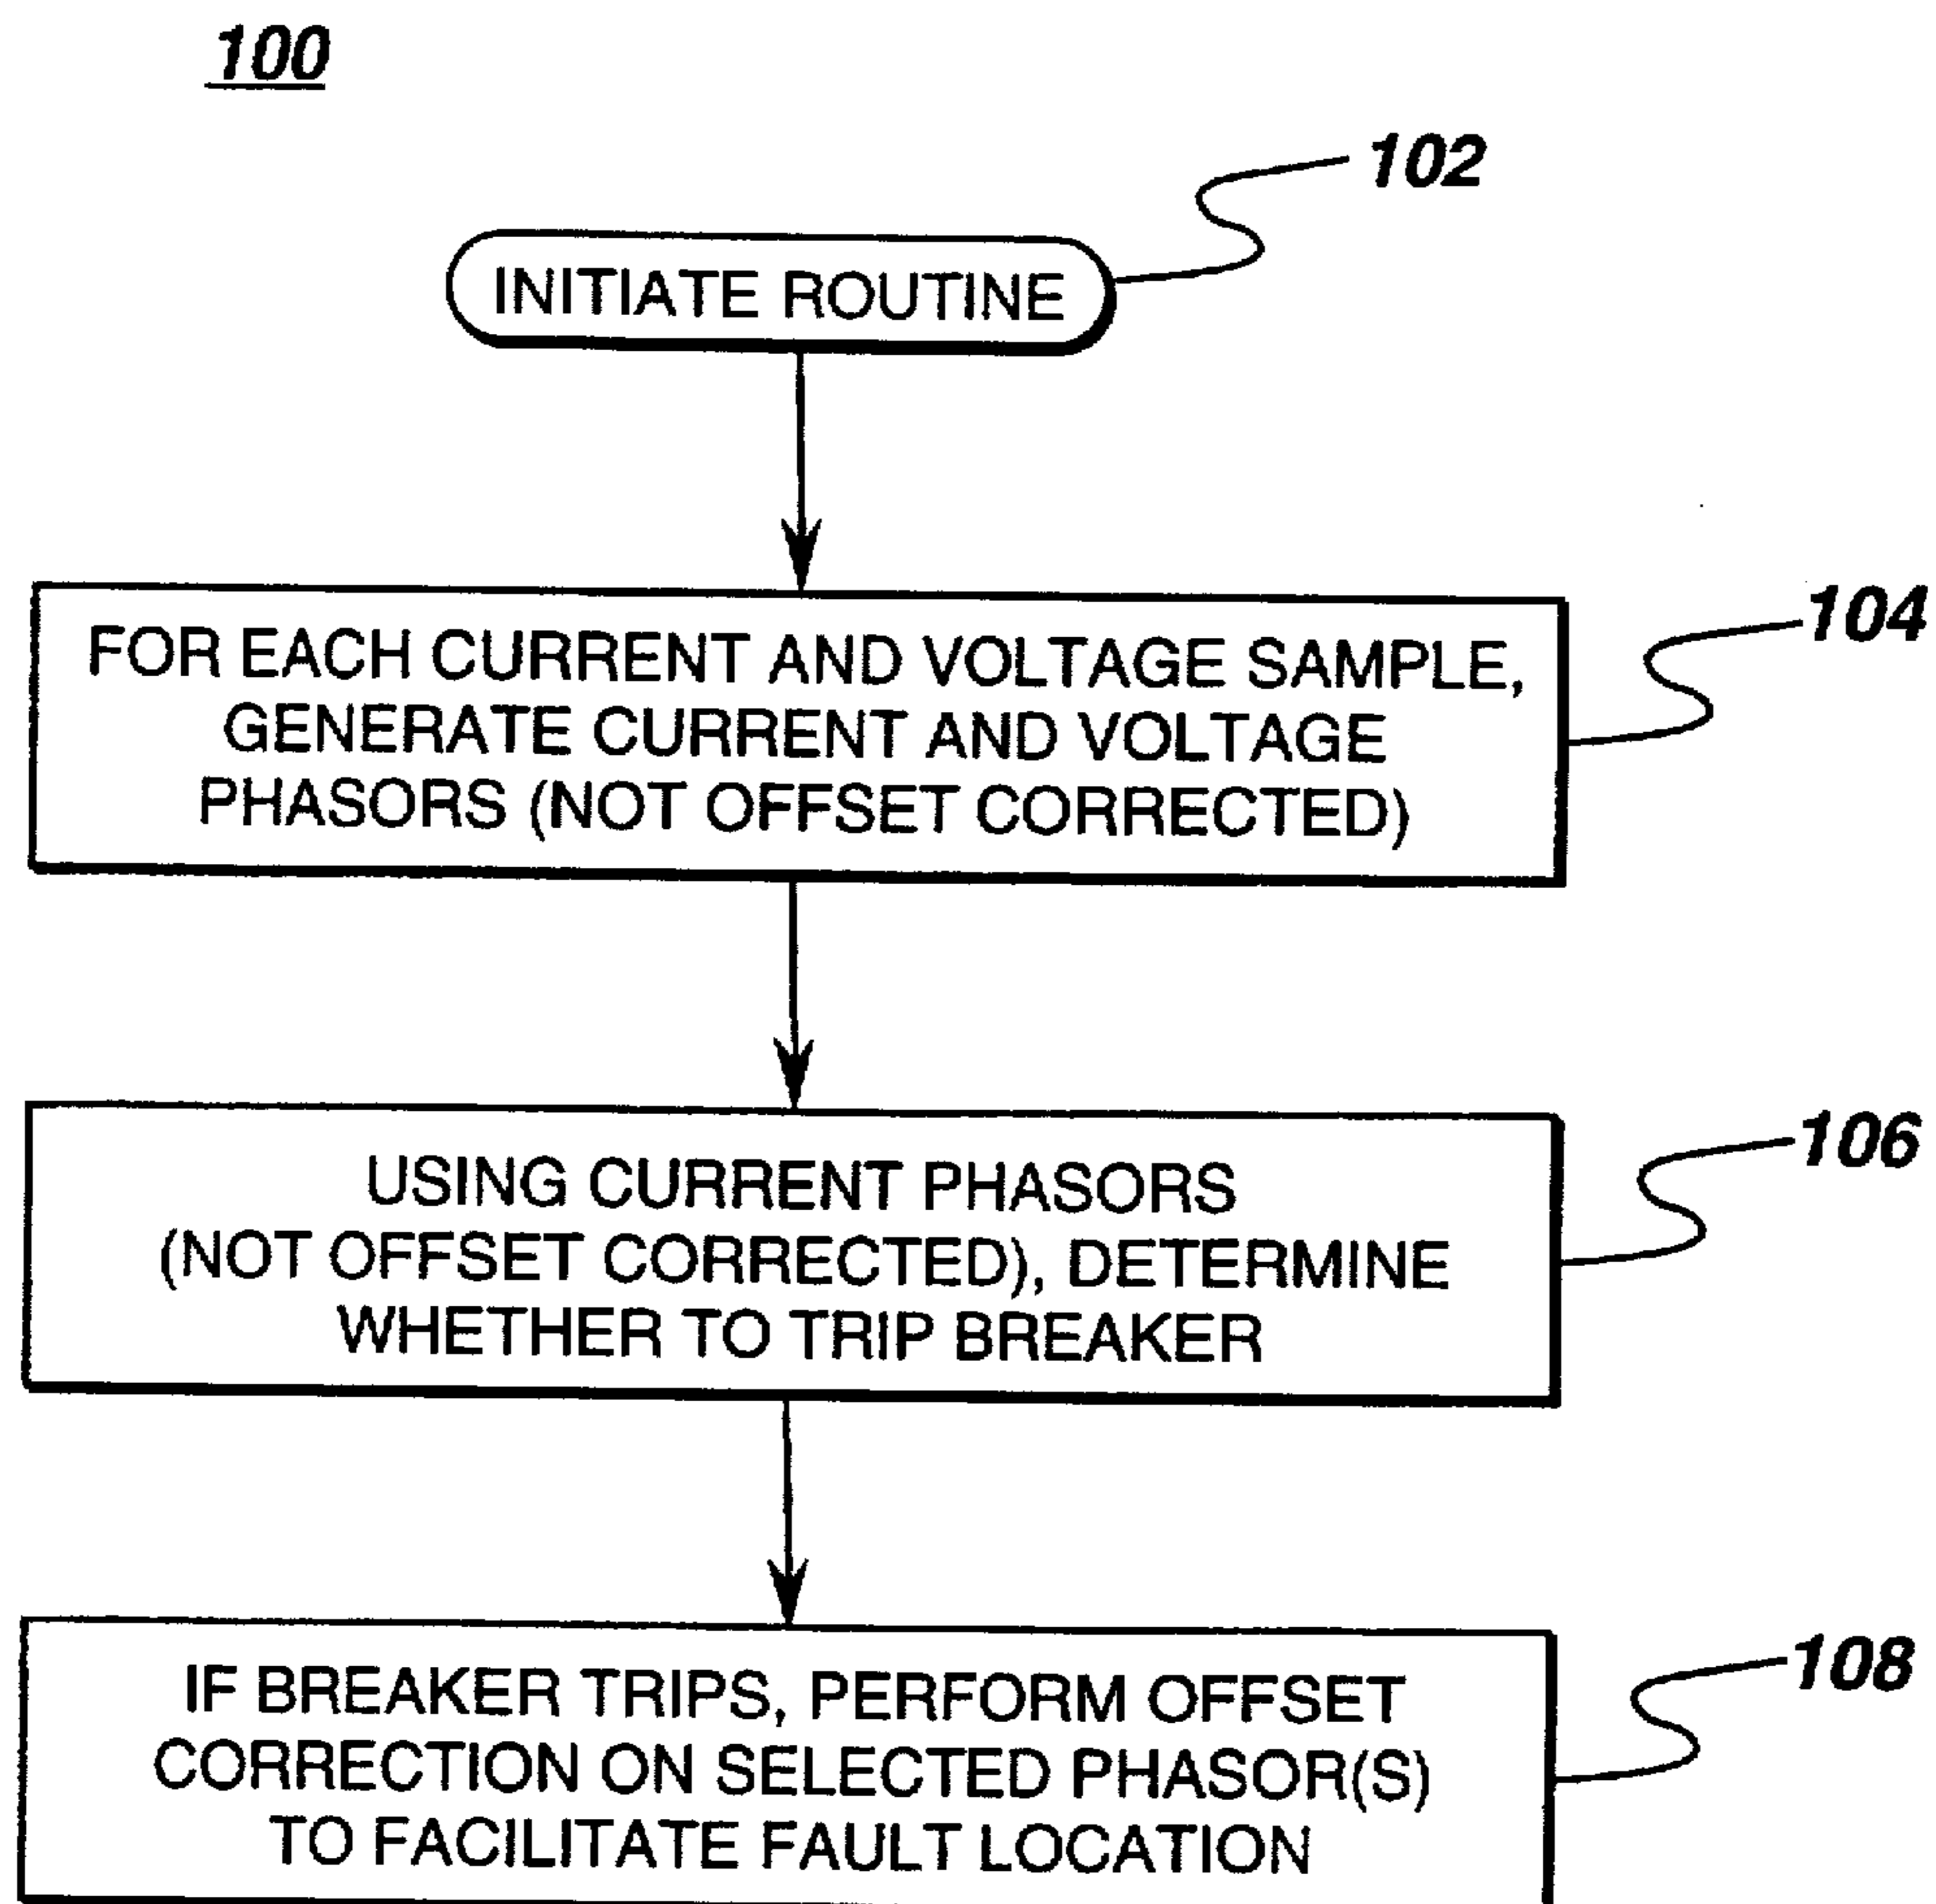 100
102
INITIATE ROUTINE
104
FOR EACH CURRENT AND VOLTAGE SAMPLE,
GENERATE CURRENT AND VOLTAGE
PHASORS (NOT OFFSET CORRECTED)
106
USING CURRENT PHASORS
(NOT OFFSET CORRECTED), DETERMINE
WHETHER TO TRIP BREAKER
108
IF BREAKER TRIPS, PERFORM OFFSET
CORRECTION ON SELECTED PHASOR(S)
TO FACILITATE FAULT LOCATION